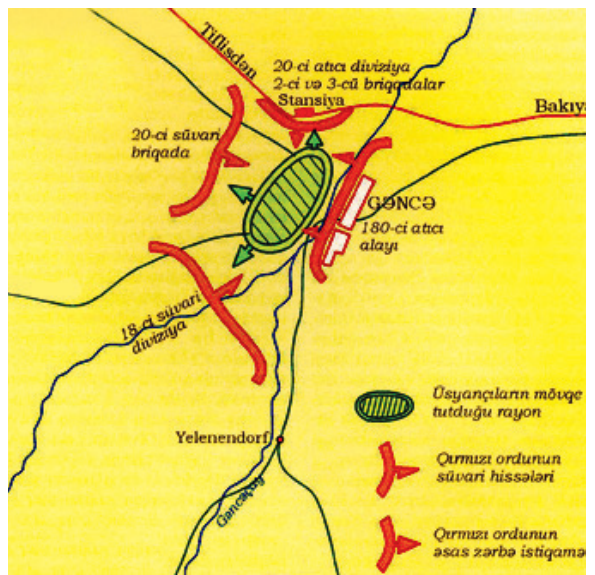 Tiflisdən
20-ci atıcı diviziya
2-ci və 3-cü briqadalar
Stansiya
Bakıya
20-ci süvari
briqada
GƏNCƏ
180-ci atıcı
alayı
18-ci süvari
diviziya
Üsyançıların mövqe
tutduğu rayon
Yelenendorf
Qırmızı ordunun
süvari hissələri
Gəncəçay
Qırmızı ordunun
əsas zərbə istiqamə